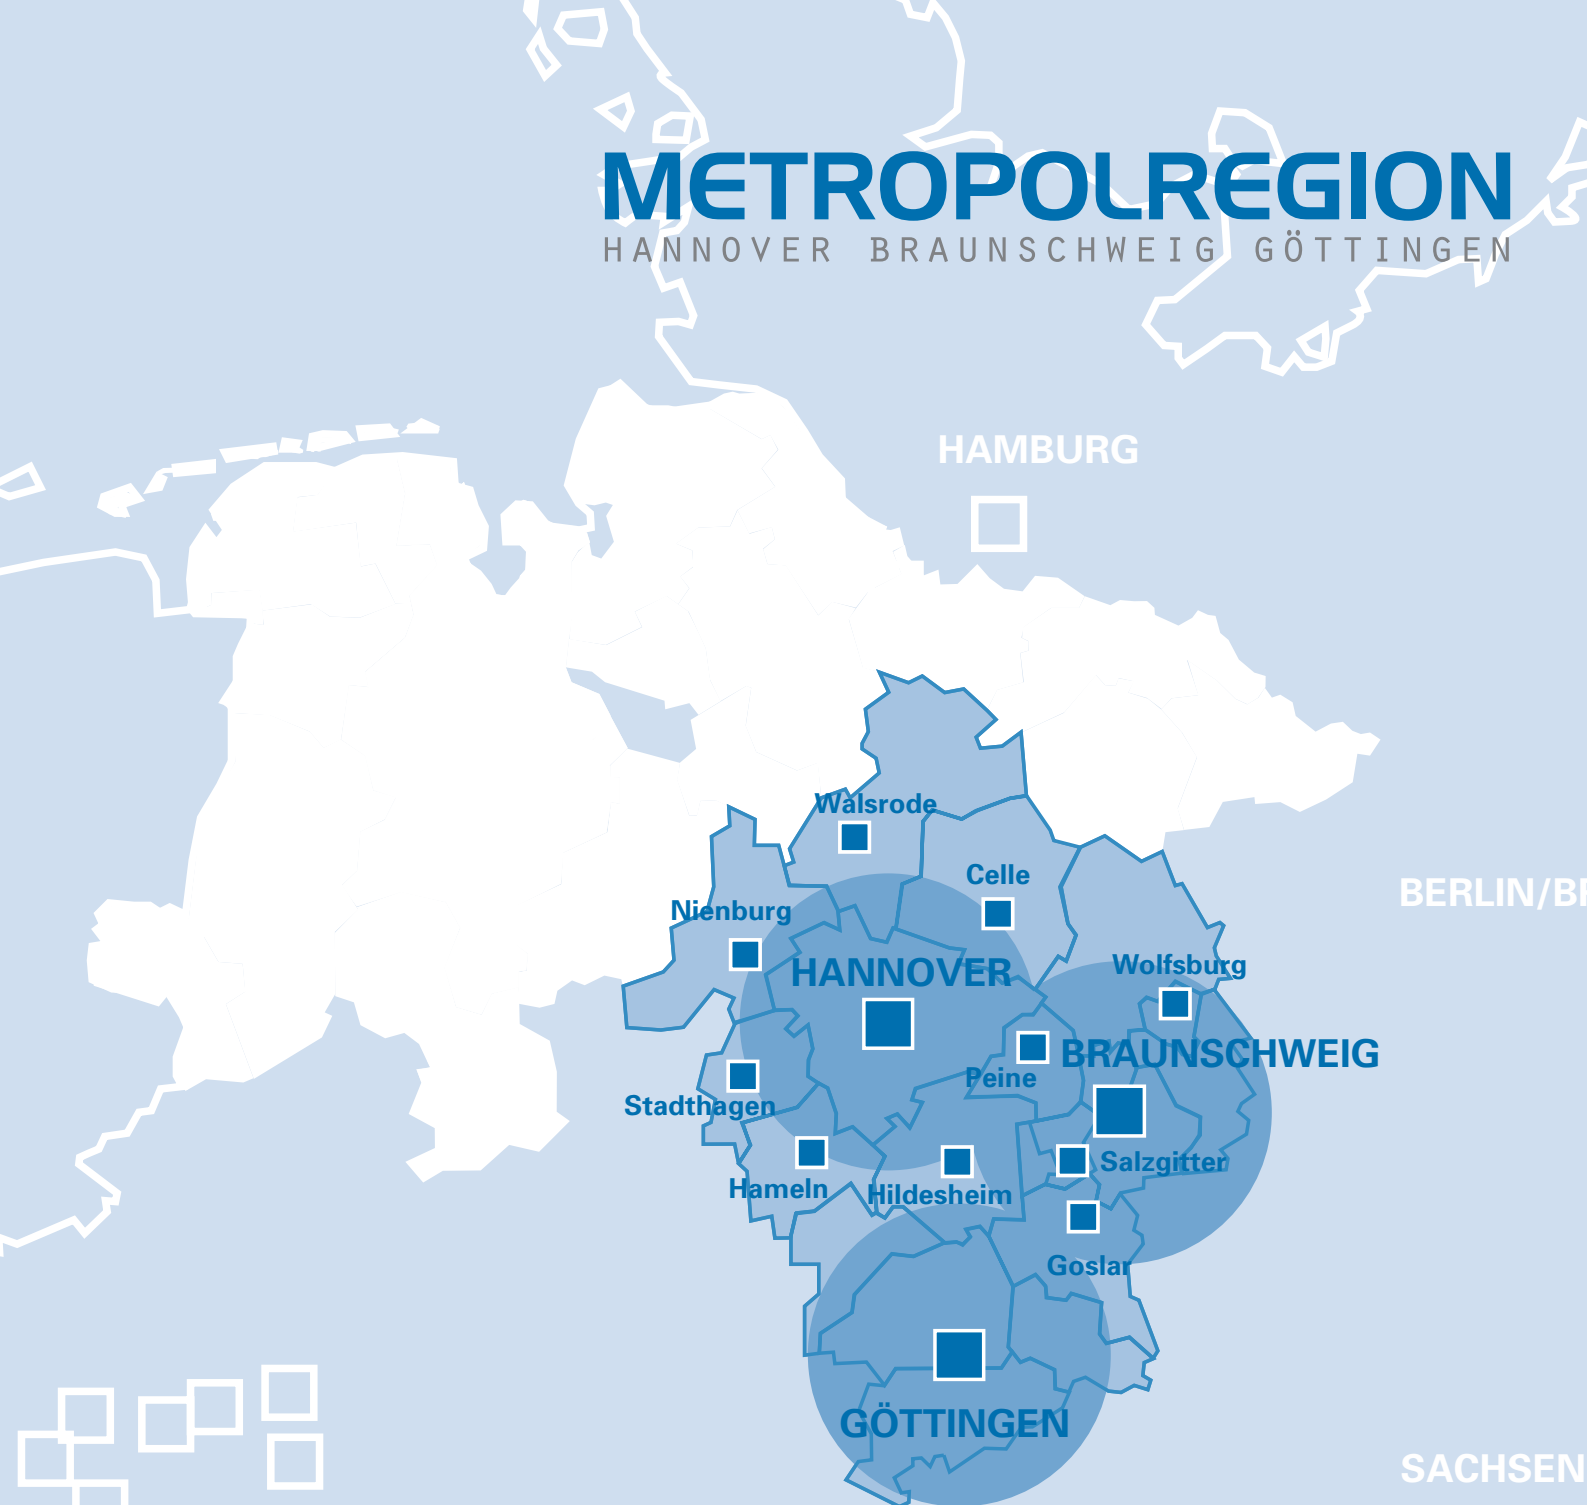 METROPOLREGION
HANNOVER BRAUNSCHWEIG GÖTTINGEN
HAMBURG
Walsrode
Celle
BERLIN/BR
Nienburg
HANNOVER
Wolfsburg
BRAUNSCHWEIG
Peine
Stadthagen
Salzgitter
Hameln
Hildesheim
Goslar
GÖTTINGEN
SACHSEN